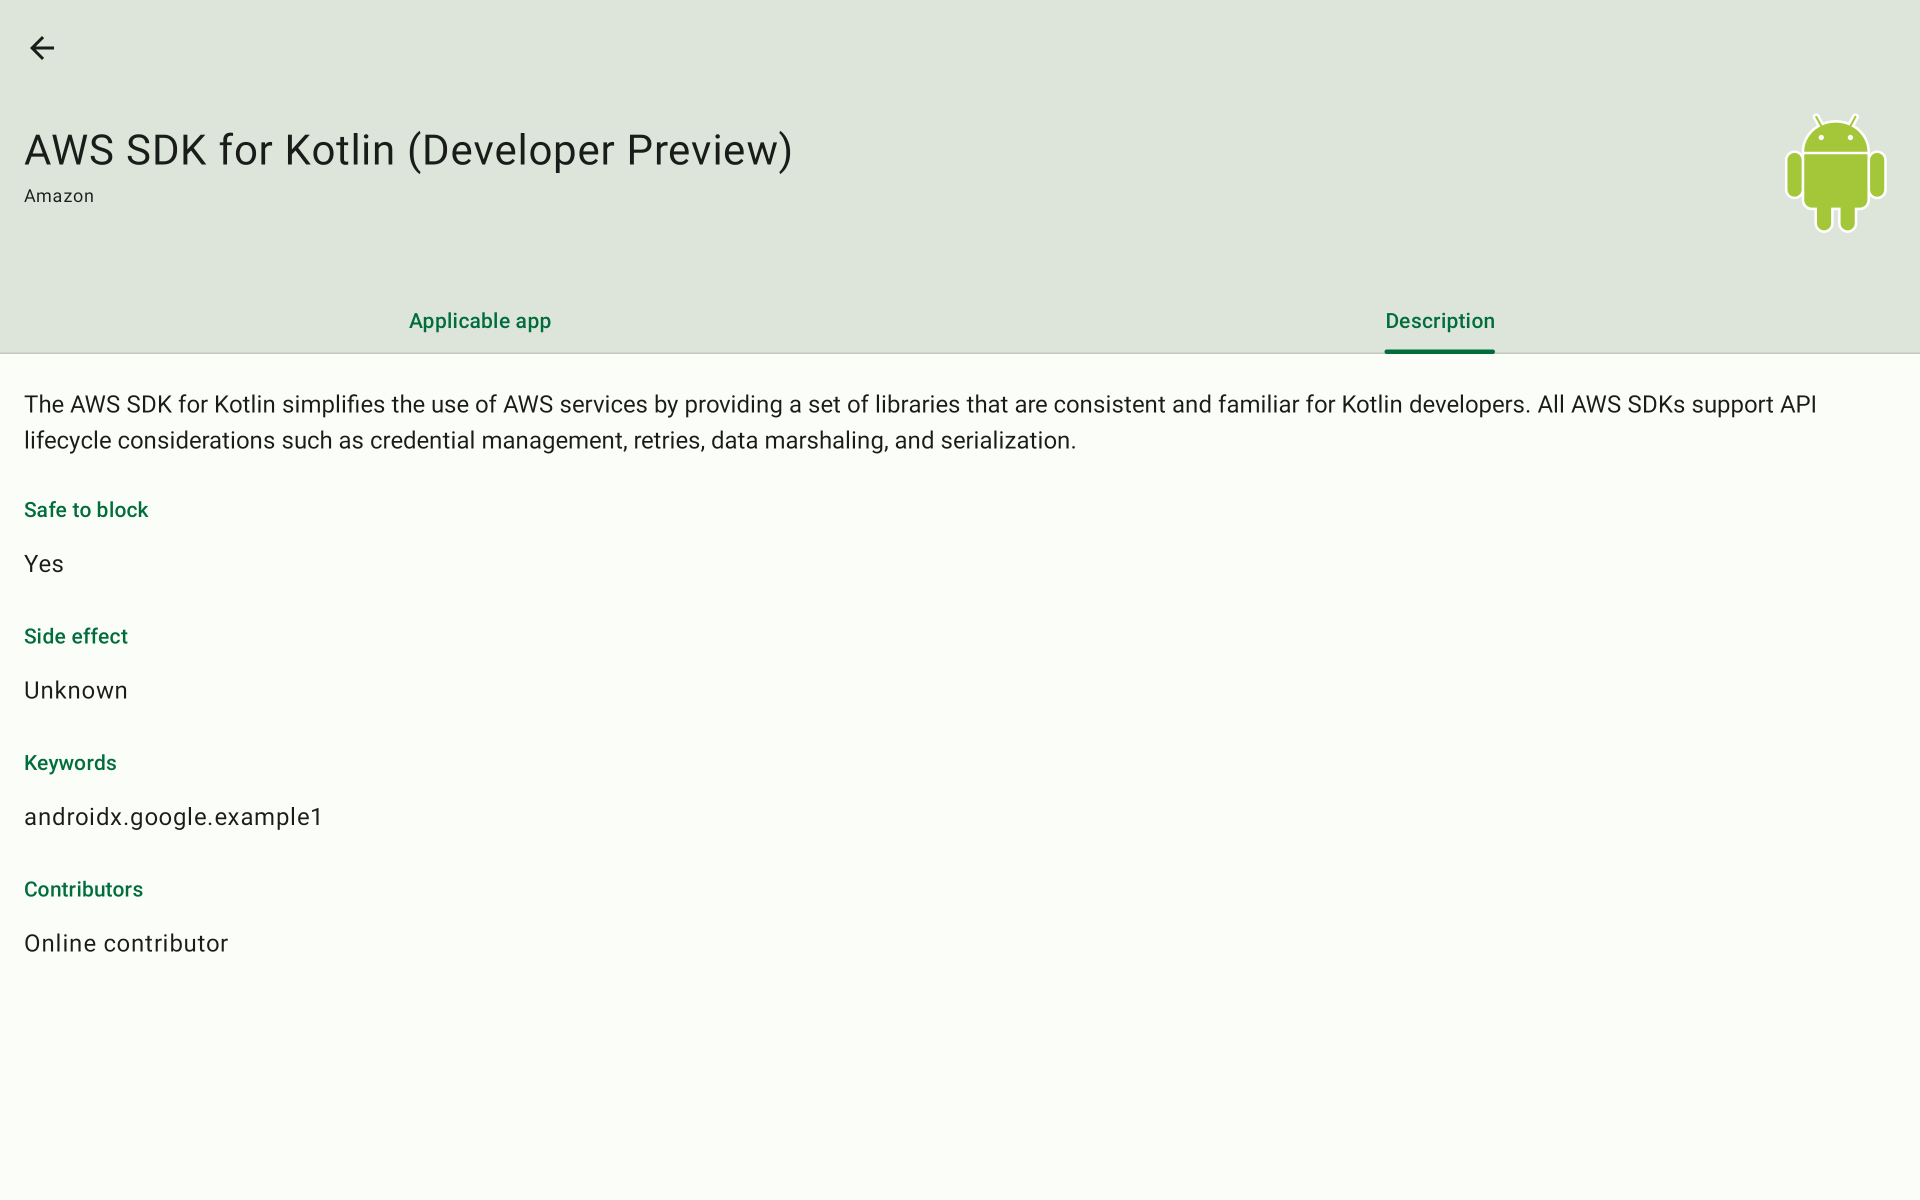 AWS SDK for Kotlin (Developer Preview)
Amazon
Applicable app
Description
The AWS SDK for Kotlin simplifies the use of AWS services by providing a set of libraries that are consistent and familiar for Kotlin developers. All AWS SDKs support API
lifecycle considerations such as credential management, retries, data marshaling, and serialization.
Safe to block
Yes
Side effect
Unknown
Keywords
androidx.google.example1
Contributors
Online contributor